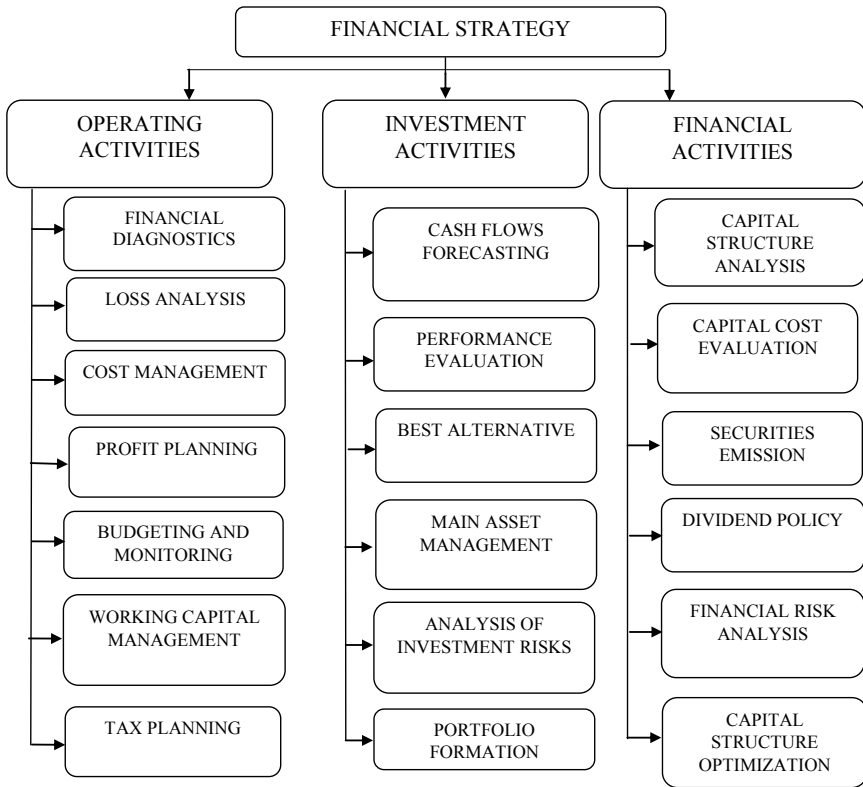 FINANCIAL STRATEGY
OPERATING
ACTIVITIES
FINANCIAL
DIAGNOSTICS
LOSS ANALYSIS
COST MANAGEMENT
PROFIT PLANNING
BUDGETING AND
MONITORING
WORKING CAPITAL
MANAGEMENT
TAX PLANNING
INVESTMENT
ACTIVITIES
CASH FLOWS
FORECASTING
PERFORMANCE
EVALUATION
BEST ALTERNATIVE
MAIN ASSET
MANAGEMENT
ANALYSIS OF
INVESTMENT RISKS
PORTFOLIO
FORMATION
FINANCIAL
ACTIVITIES
CAPITAL
STRUCTURE
ANALYSIS
CAPITAL COST
EVALUATION
SECURITIES
EMISSION
DIVIDEND POLICY
FINANCIAL RISK
ANALYSIS
CAPITAL
STRUCTURE
OPTIMIZATION